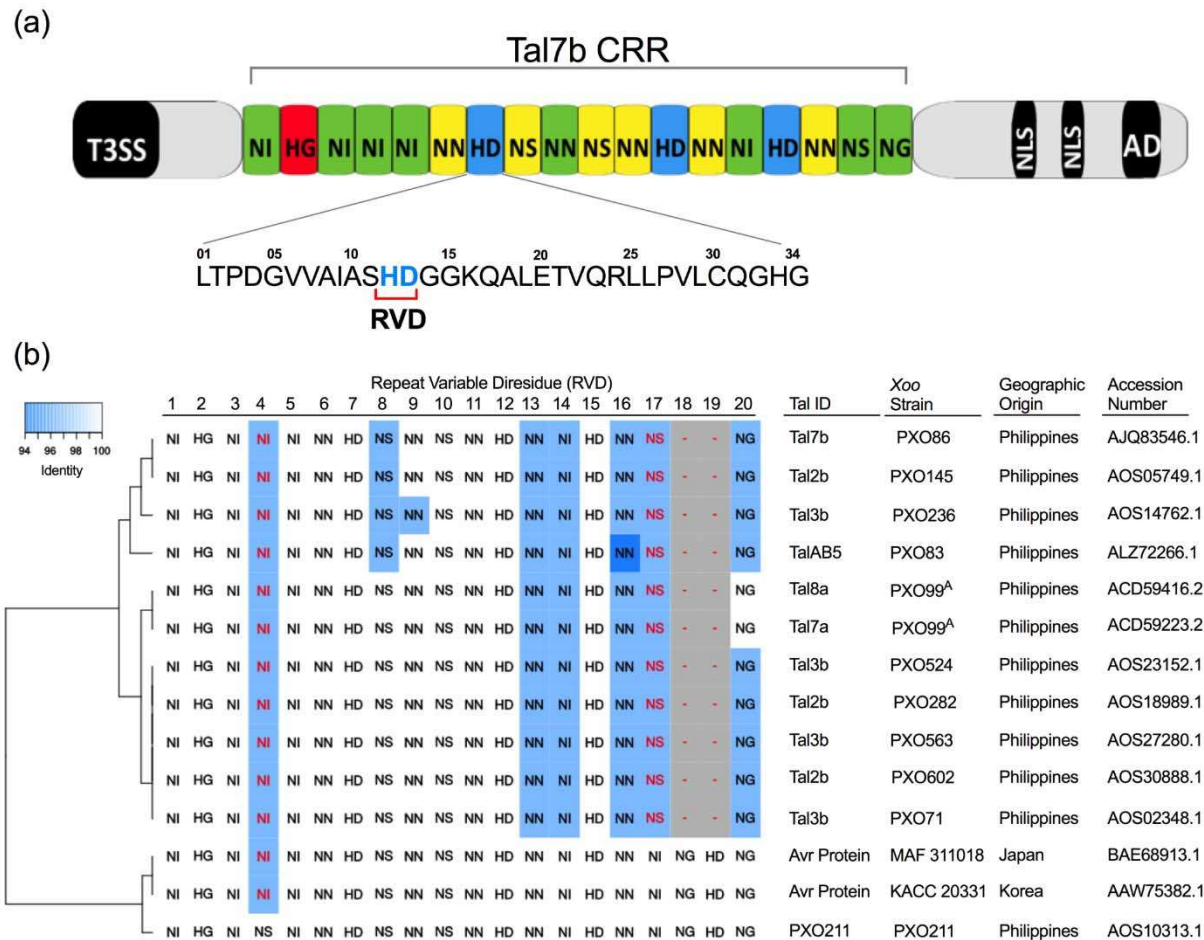 (a)
Tal7b CRR
T3SS NI HG NI NI NI NN HD NS NN NS NN HD NN NI HD NN NS NG NLS NLS AD
01 05 10 15 20 25 30 34
LTPDGVVAIASHDGGKQALETVQRLLPVLCQGHG
RVD
(b)
Repeat Variable Diresidue (RVD) Xoo Geographic Accession
1 2 3 4 5 6 7 8 9 10 11 12 13 14 15 16 17 18 19 20 Tal ID Strain Origin Number
94 96 98 100
Identity
NI HG NI NI NI NN HD NS NN NS NN HD NN NI HD NN NS - - NG Tal7b PXO86 Philippines AJQ83546.1
NI HG NI NI NI NN HD NS NN NS NN HD NN NI HD NN NS - - NG Tal2b PXO145 Philippines AOS05749.1
NI HG NI NI NI NN HD NS NN NS NN HD NN NI HD NN NS - - NG Tal3b PXO236 Philippines AOS14762.1
NI HG NI NI NI NN HD NS NN NS NN HD NN NI HD NN NS - - NG TalAB5 PXO83 Philippines ALZ72266.1
NI HG NI NI NI NN HD NS NN NS NN HD NN NI HD NN NS - - NG Tal8a PXO99A Philippines ACD59416.2
NI HG NI NI NI NN HD NS NN NS NN HD NN NI HD NN NS - - NG Tal7a PXO99A Philippines ACD59223.2
NI HG NI NI NI NN HD NS NN NS NN HD NN NI HD NN NS - - NG Tal3b PXO524 Philippines AOS23152.1
NI HG NI NI NI NN HD NS NN NS NN HD NN NI HD NN NS - - NG Tal2b PXO282 Philippines AOS18989.1
NI HG NI NI NI NN HD NS NN NS NN HD NN NI HD NN NS - - NG Tal3b PXO563 Philippines AOS27280.1
NI HG NI NI NI NN HD NS NN NS NN HD NN NI HD NN NS - - NG Tal2b PXO602 Philippines AOS30888.1
NI HG NI NI NI NN HD NS NN NS NN HD NN NI HD NN NS - - NG Tal3b PXO71 Philippines AOS02348.1
NI HG NI NI NI NN HD NS NN NS NN HD NN NI HD NN NI NG HD NG Avr Protein MAF 311018 Japan BAE68913.1
NI HG NI NI NI NN HD NS NN NS NN HD NN NI HD NN NI NG HD NG Avr Protein KACC 20331 Korea AAW75382.1
NI HG NI NS NI NN HD NS NN NS NN HD NN NI HD NN NI NG HD NG PXO211 PXO211 Philippines AOS10313.1